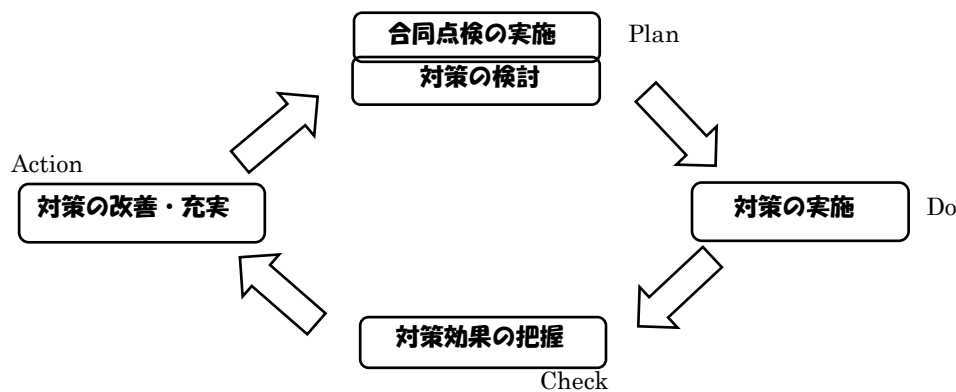 合同点検の実施
Plan
対策の検討
Action
対策の改善・充実
対策の実施
Do
対策効果の把握
Check